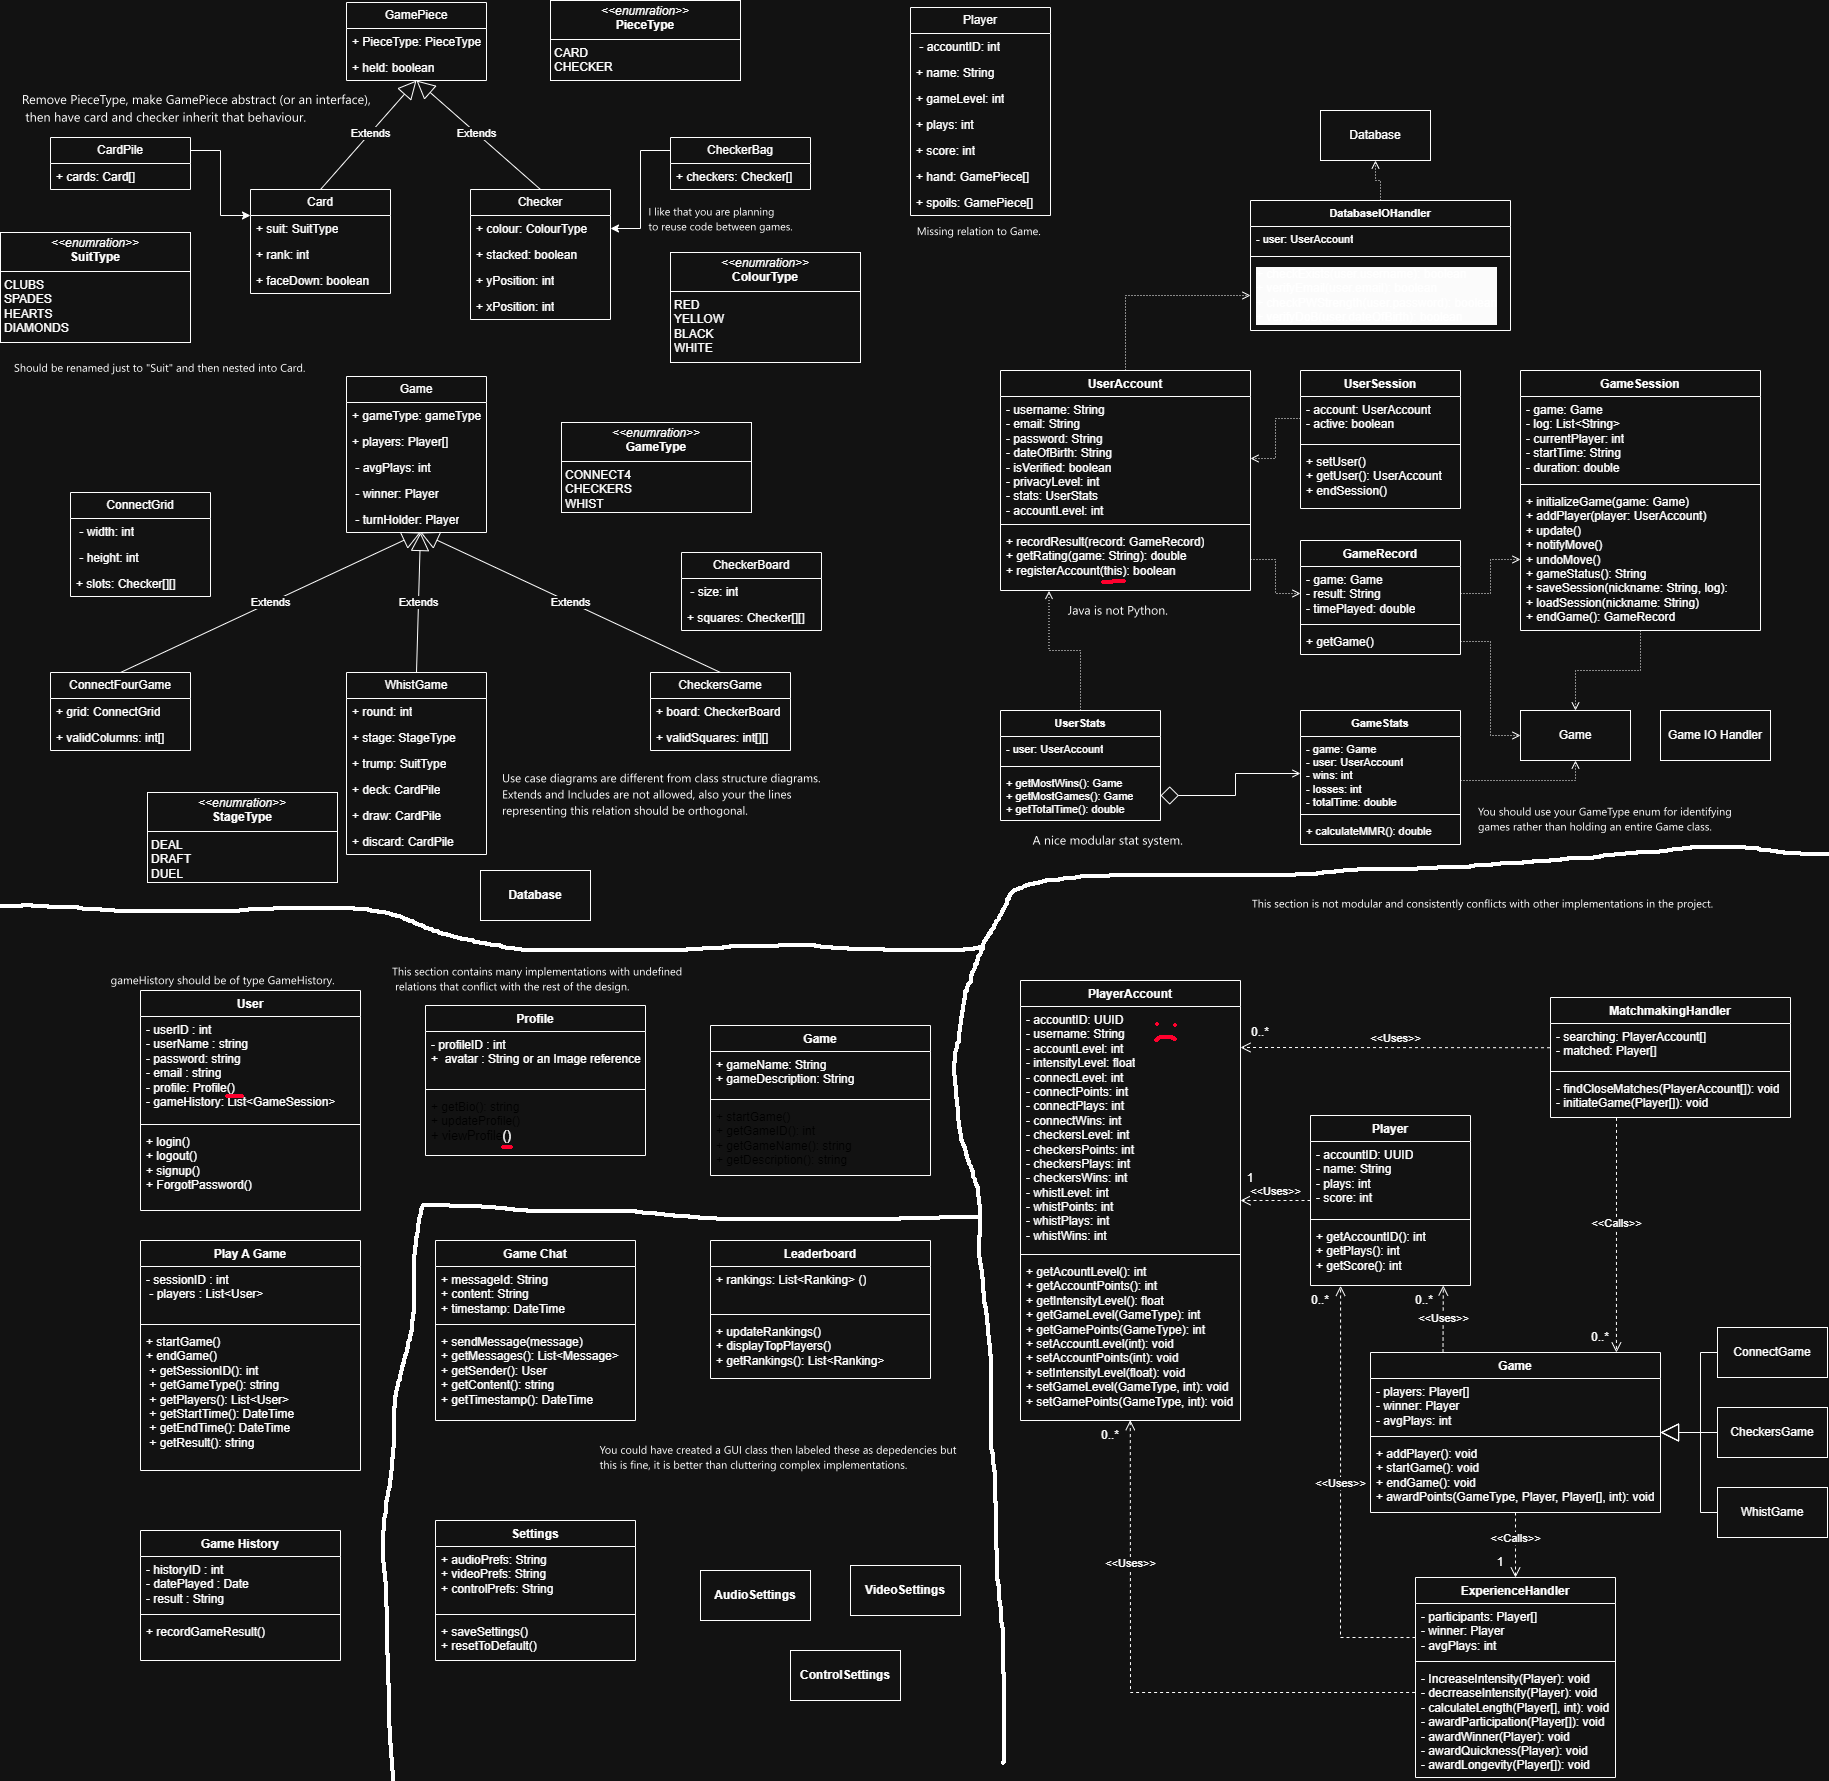 GamePiece
+ PieceType: PieceType
+ held: boolean
<<enumration>>
PieceType
CARD
CHECKER
Remove PieceType, make GamePiece abstract (or an interface),
then have card and checker inherit that behaviour.
Extends
Extends
CardPile
+ cards: Card[]
CheckerBag
+ checkers: Checker[]
Card
+ suit: SuitType
+ rank: int
+ faceDown: boolean
Checker
+ colour: ColourType
+ stacked: boolean
+ yPosition: int
+ xPosition: int
I like that you are planning
to reuse code between games.
<<enumration>>
SuitType
CLUBS
SPADES
HEARTS
DIAMONDS
<<enumration>>
ColourType
RED
YELLOW
BLACK
WHITE
Should be renamed just to "Suit" and then nested into Card.
Game
+ gameType: gameType
+ players: Player[]
- avgPlays: int
- winner: Player
- turnHolder: Player
<<enumration>>
GameType
CONNECT4
CHECKERS
WHIST
ConnectGrid
- width: int
- height: int
+ slots: Checker[][]
CheckerBoard
- size: int
+ squares: Checker[][]
Extends
Extends
Extends
ConnectFourGame
+ grid: ConnectGrid
+ validColumns: int[]
WhistGame
+ round: int
+ stage: StageType
+ trump: SuitType
+ deck: CardPile
+ draw: CardPile
+ discard: CardPile
CheckersGame
+ board: CheckerBoard
+ validSquares: int[][]
Use case diagrams are different from class structure diagrams.
Extends and Includes are not allowed, also your the lines
representing this relation should be orthogonal.
<<enumration>>
StageType
DEAL
DRAFT
DUEL
Database
Player
- accountID: int
+ name: String
+ gameLevel: int
+ plays: int
+ score: int
+ hand: GamePiece[]
+ spoils: GamePiece[]
Missing relation to Game.
Database
DatabaseIOHandler
- user: UserAccount
UserAccount
- username: String
- email: String
- password: String
- dateOfBirth: String
- isVerified: boolean
- privacyLevel: int
- stats: UserStats
- accountLevel: int
+ recordResult(record: GameRecord)
+ getRating(game: String): double
+ registerAccount(this): boolean
Java is not Python.
UserSession
- account: UserAccount
- active: boolean
+ setUser()
+ getUser(): UserAccount
+ endSession()
GameSession
- game: Game
- log: List<String>
- currentPlayer: int
- startTime: String
- duration: double
+ initializeGame(game: Game)
+ addPlayer(player: UserAccount)
+ update()
+ notifyMove()
+ undoMove()
+ gameStatus(): String
+ saveSession(nickname: String, log):
+ loadSession(nickname: String)
+ endGame(): GameRecord
GameRecord
- game: Game
- result: String
- timePlayed: double
+ getGame()
UserStats
- user: UserAccount
+ getMostWins(): Game
+ getMostGames(): Game
+ getTotalTime(): double
A nice modular stat system.
GameStats
- game: Game
- user: UserAccount
- wins: int
- losses: int
- totalTime: double
+ calculateMMR(): double
Game
Game IO Handler
You should use your GameType enum for identifying
games rather than holding an entire Game class.
This section is not modular and consistently conflicts with other implementations in the project.
gameHistory should be of type GameHistory.
User
- userID : int
- userName : string
- password: string
- email : string
- profile: Profile()
- gameHistory: List<GameSession>
+ login()
+ logout()
+ signup()
+ ForgotPassword()
This section contains many implementations with undefined
relations that conflict with the rest of the design.
Profile
- profileID : int
+ avatar : String or an Image reference
+ getBio(): string
+ updateProfile()
+ viewProfile()
Game
+ gameName: String
+ gameDescription: String
+ startGame()
+ getGameID(): int
+ getGameName(): string
+ getDescription(): string
Play A Game
- sessionID : int
- players : List<User>
+ startGame()
+ endGame()
+ getSessionID(): int
+ getGameType(): string
+ getPlayers(): List<User>
+ getStartTime(): DateTime
+ getEndTime(): DateTime
+ getResult(): string
Game Chat
+ messageId: String
+ content: String
+ timestamp: DateTime
+ sendMessage(message)
+ getMessages(): List<Message>
+ getSender(): User
+ getContent(): string
+ getTimestamp(): DateTime
Leaderboard
+ rankings: List<Ranking> ()
+ updateRankings()
+ displayTopPlayers()
+ getRankings(): List<Ranking>
You could have created a GUI class then labeled these as depedencies but
this is fine, it is better than cluttering complex implementations.
Game History
- historyID : int
- datePlayed : Date
- result : String
+ recordGameResult()
Settings
+ audioPrefs: String
+ videoPrefs: String
+ controlPrefs: String
+ saveSettings()
+ resetToDefault()
AudioSettings
VideoSettings
ControlSettings
PlayerAccount
- accountID: UUID
- username: String
- accountLevel: int
- intensityLevel: float
- connectLevel: int
- connectPoints: int
- connectPlays: int
- connectWins: int
- checkersLevel: int
- checkersPoints: int
- checkersPlays: int
- checkersWins: int
- whistLevel: int
- whistPoints: int
- whistPlays: int
- whistWins: int
+ getAcountLevel(): int
+ getAccountPoints(): int
+ getIntensityLevel(): float
+ getGameLevel(GameType): int
+ getGamePoints(GameType): int
+ setAccountLevel(int): void
+ setAccountPoints(int): void
+ setIntensityLevel(float): void
+ setGameLevel(GameType, int): void
+ setGamePoints(GameType, int): void
0..*
<<Uses>>
MatchmakingHandler
- searching: PlayerAccount[]
- matched: Player[]
- findCloseMatches(PlayerAccount[]): void
- initiateGame(Player[]): void
Player
- accountID: UUID
- name: String
- plays: int
- score: int
+ getAccountID(): int
+ getPlays(): int
+ getScore(): int
1
<<Uses>>
<<Calls>>
0..*
0..*
<<Uses>>
0..*
Game
- players: Player[]
- winner: Player
- avgPlays: int
+ addPlayer(): void
+ startGame(): void
+ endGame(): void
+ awardPoints(GameType, Player, Player[], int): void
ConnectGame
CheckersGame
WhistGame
0..*
<<Uses>>
<<Uses>>
<<Calls>>
1
ExperienceHandler
- participants: Player[]
- winner: Player
- avgPlays: int
- IncreaseIntensity(Player): void
- decrreaseIntensity(Player): void
- calculateLength(Player[], int): void
- awardParticipation(Player[]): void
- awardWinner(Player): void
- awardQuickness(Player): void
- awardLongevity(Player[]): void